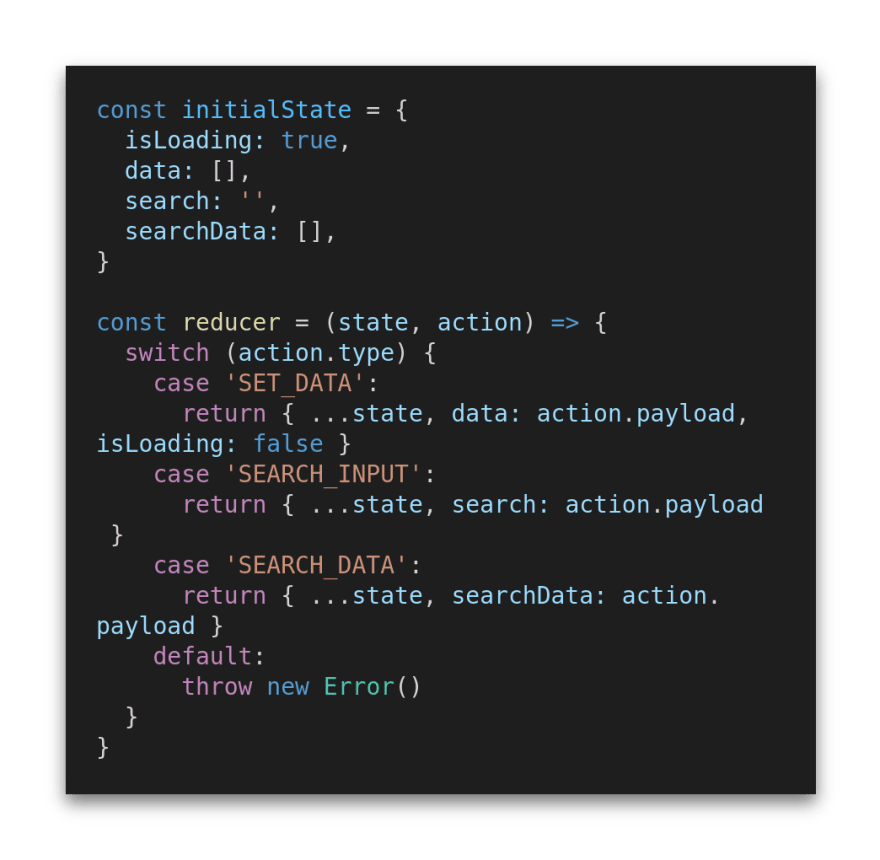 const initialState = {
  isLoading: true,
  data: [],
  search: '',
  searchData: [],
}

const reducer = (state, action) => {
  switch (action.type) {
    case 'SET_DATA':
      return { ...state, data: action.payload,
isLoading: false }
    case 'SEARCH_INPUT':
      return { ...state, search: action.payload
 }
    case 'SEARCH_DATA':
      return { ...state, searchData: action.
payload }
    default:
      throw new Error()
  }
}